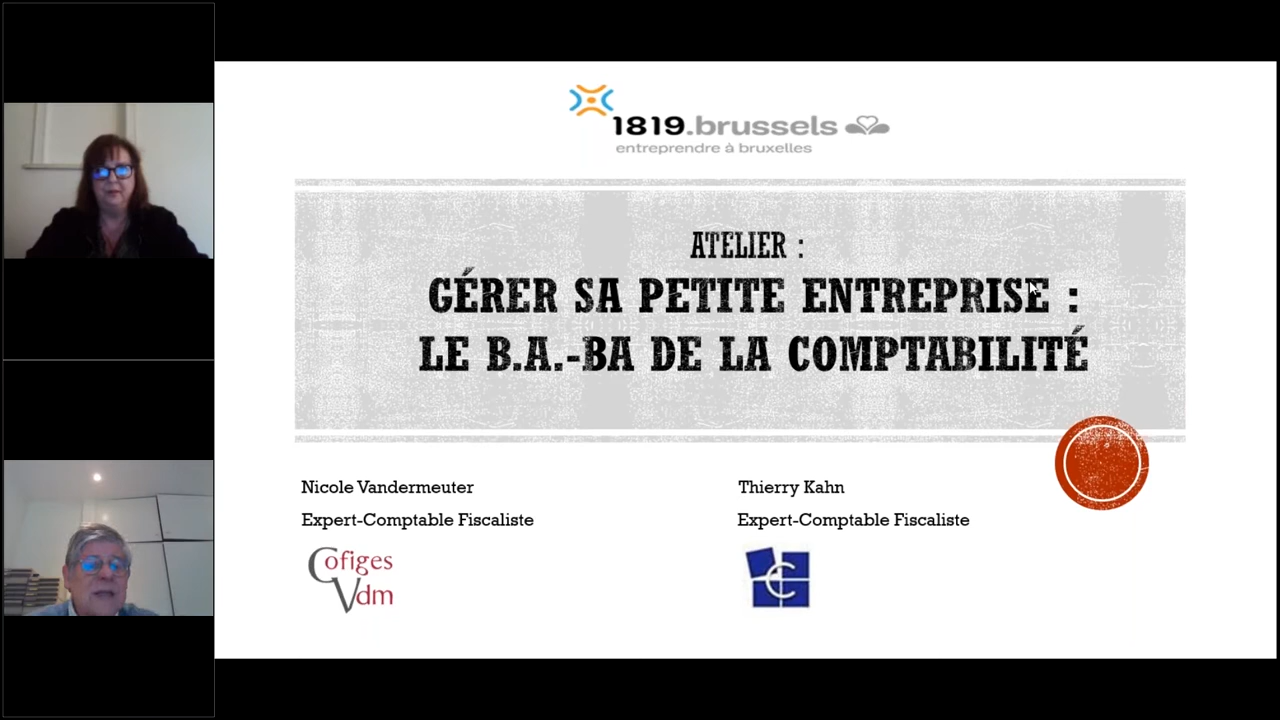 1819.brussels
entreprendre à bruxelles
ATELIER :
GÉRER SA PETITE ENTREPRISE :
LE B.A.-BA DE LA COMPTABILITÉ
Nicole Vandermeuter
Thierry Kahn
Expert-Comptable Fiscaliste
Expert-Comptable Fiscaliste
Cofiges
Vdm
C